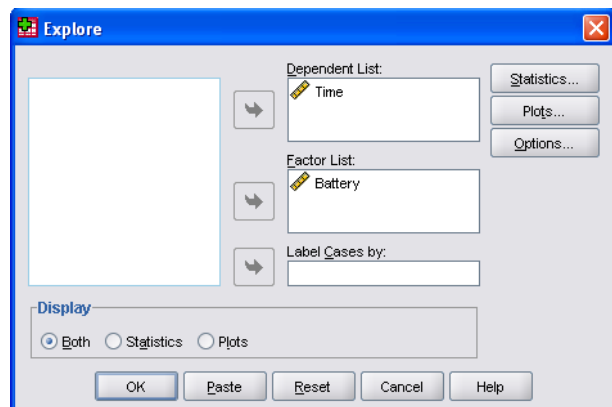 Explore
Dependent List:
Time
Statistics...
Plots...
Options...
Factor List:
Battery
Label Cases by:
Display
Both Statistics Plots
OK Paste Reset Cancel Help